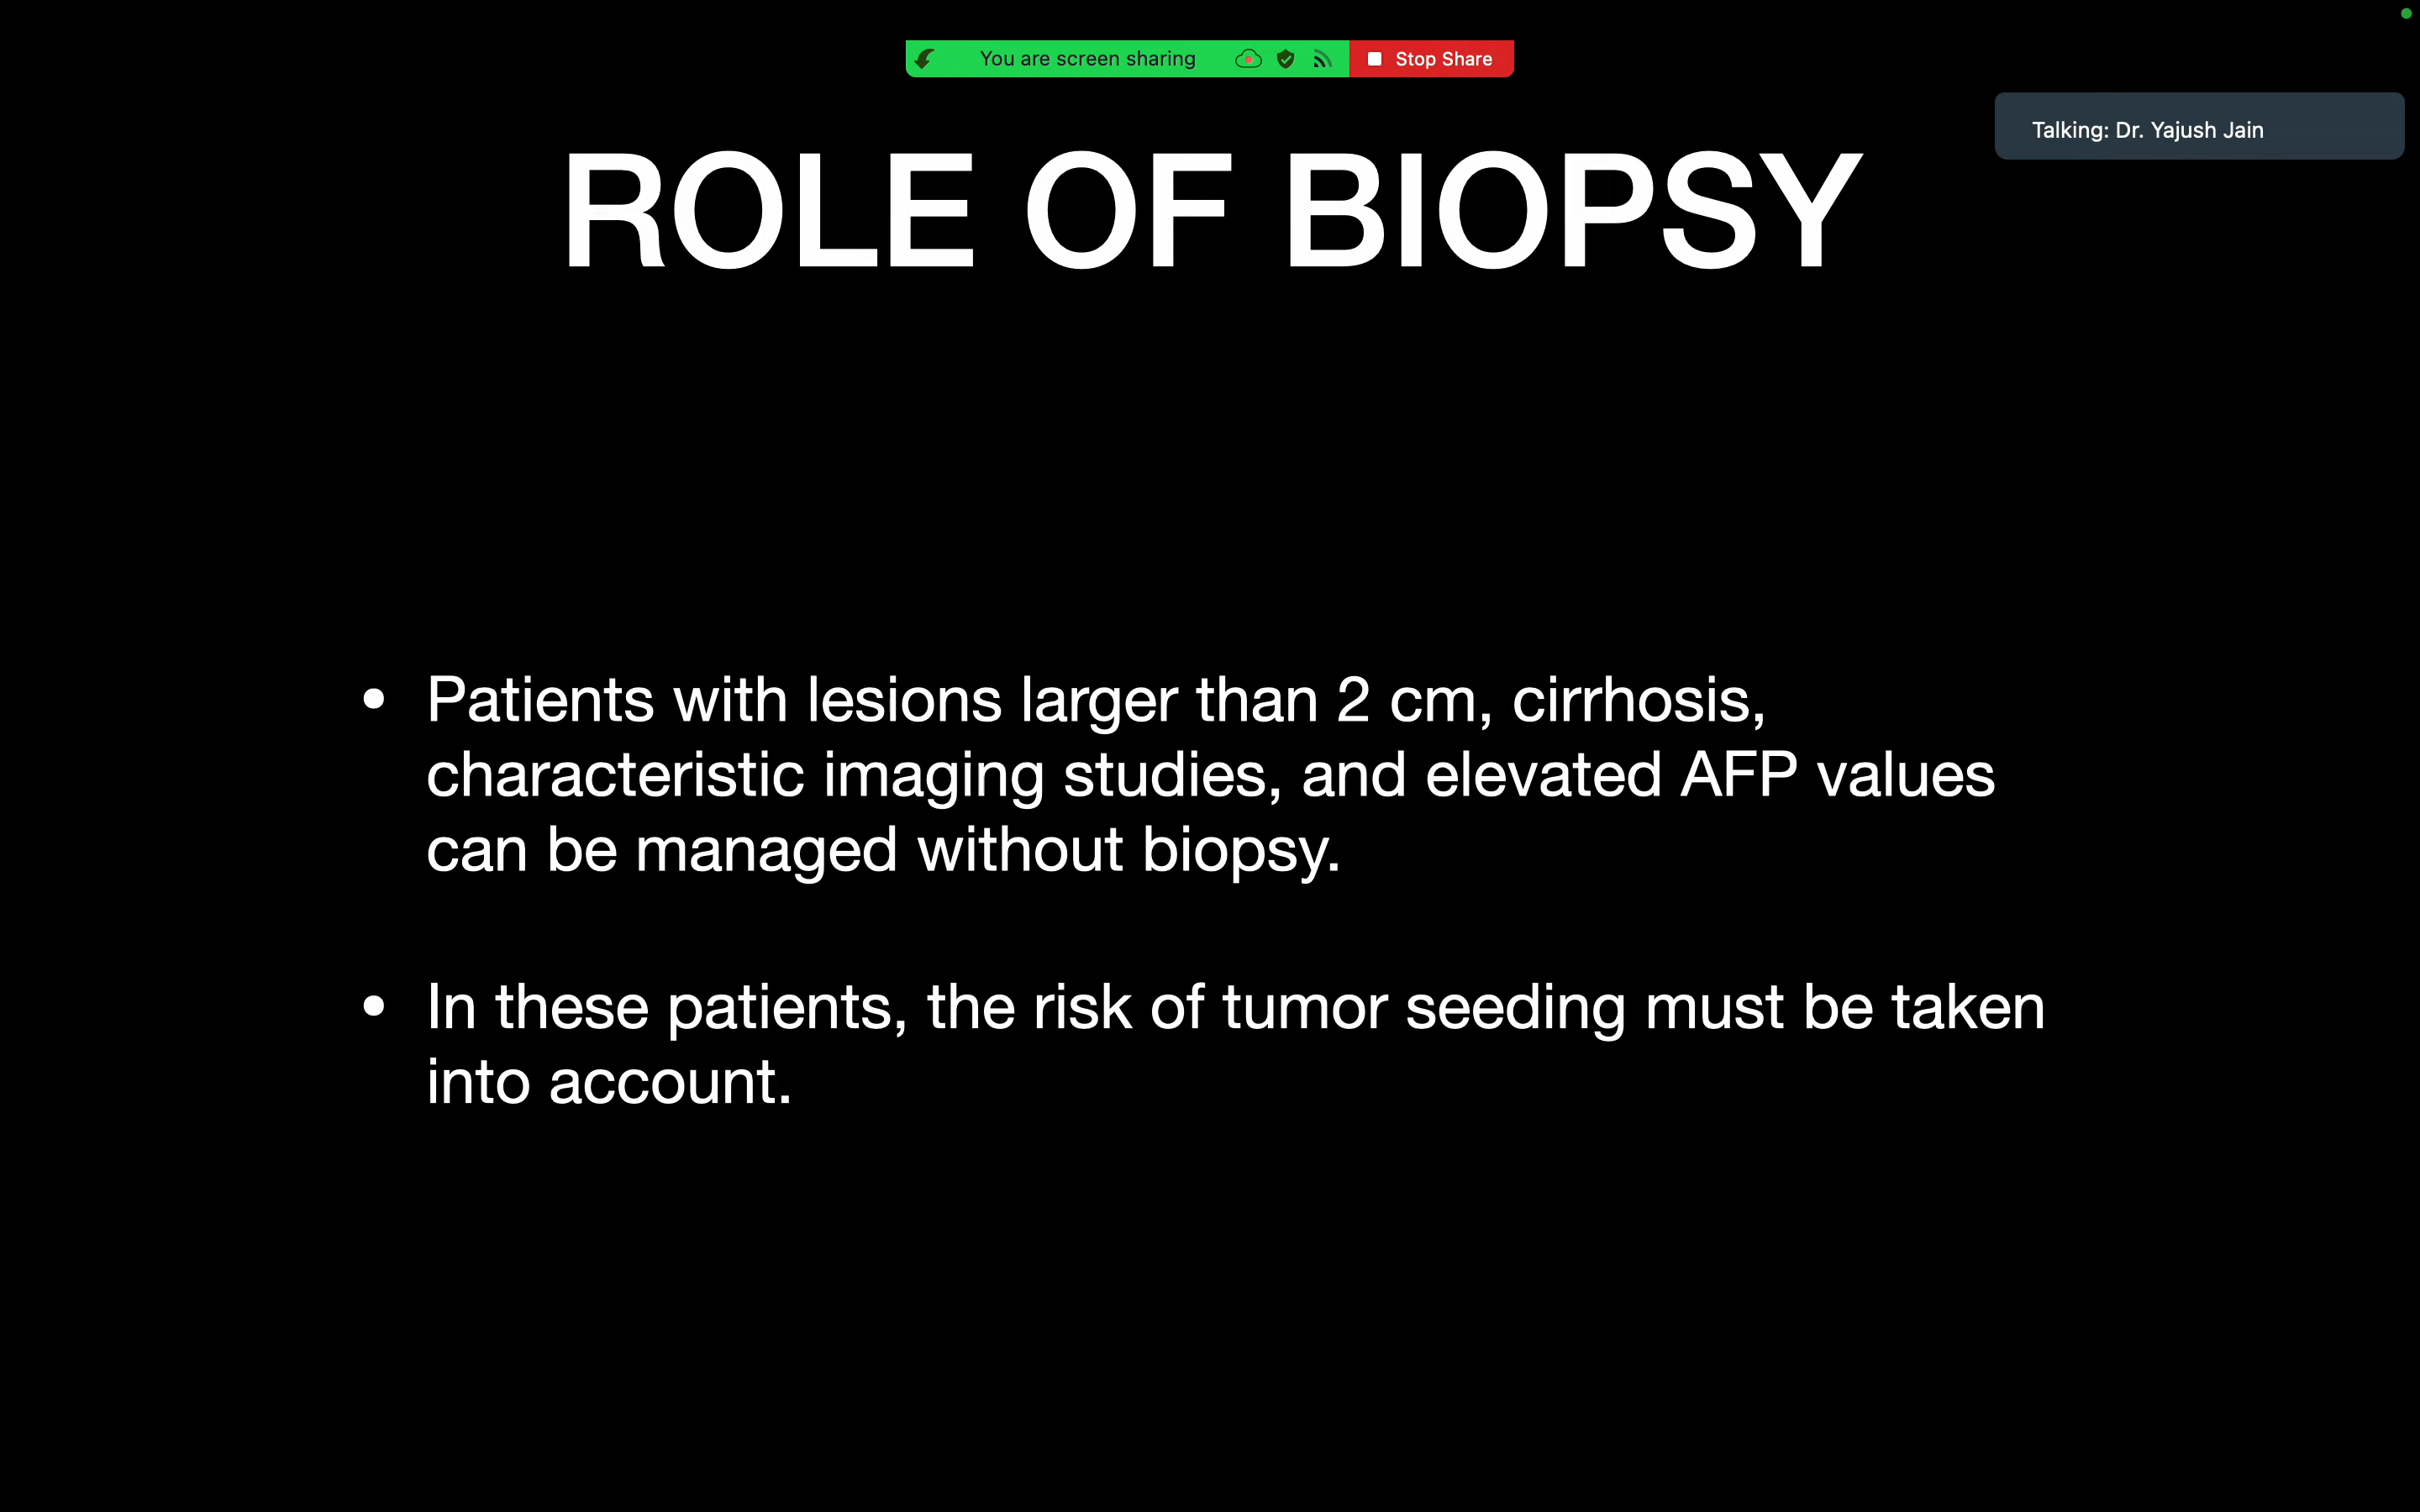 You are screen sharing
Stop Share
Talking: Dr. Yajush Jain
ROLE OF BIOPSY
• Patients with lesions larger than 2 cm, cirrhosis,
characteristic imaging studies, and elevated AFP values
can be managed without biopsy.
• In these patients, the risk of tumor seeding must be taken
into account.